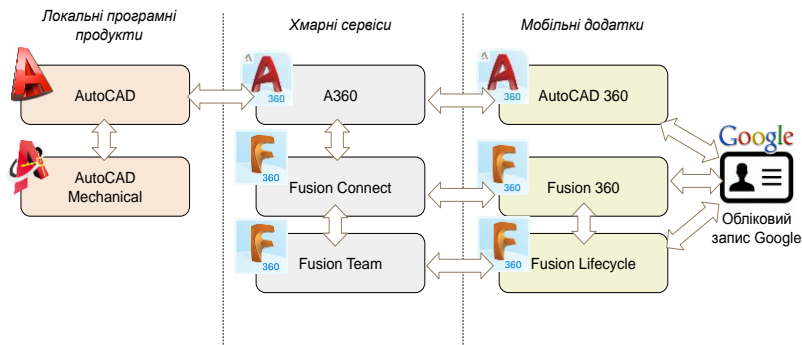 Локальні програмні
продукти
Хмарні сервіси
Мобільні додатки
AutoCAD
A360
AutoCAD 360
AutoCAD
Mechanical
Fusion Connect
Fusion 360
Fusion Team
Fusion Lifecycle
Google
Обліковий
запис Google
A
360
A
360
F
360
F
360
F
360
F
360